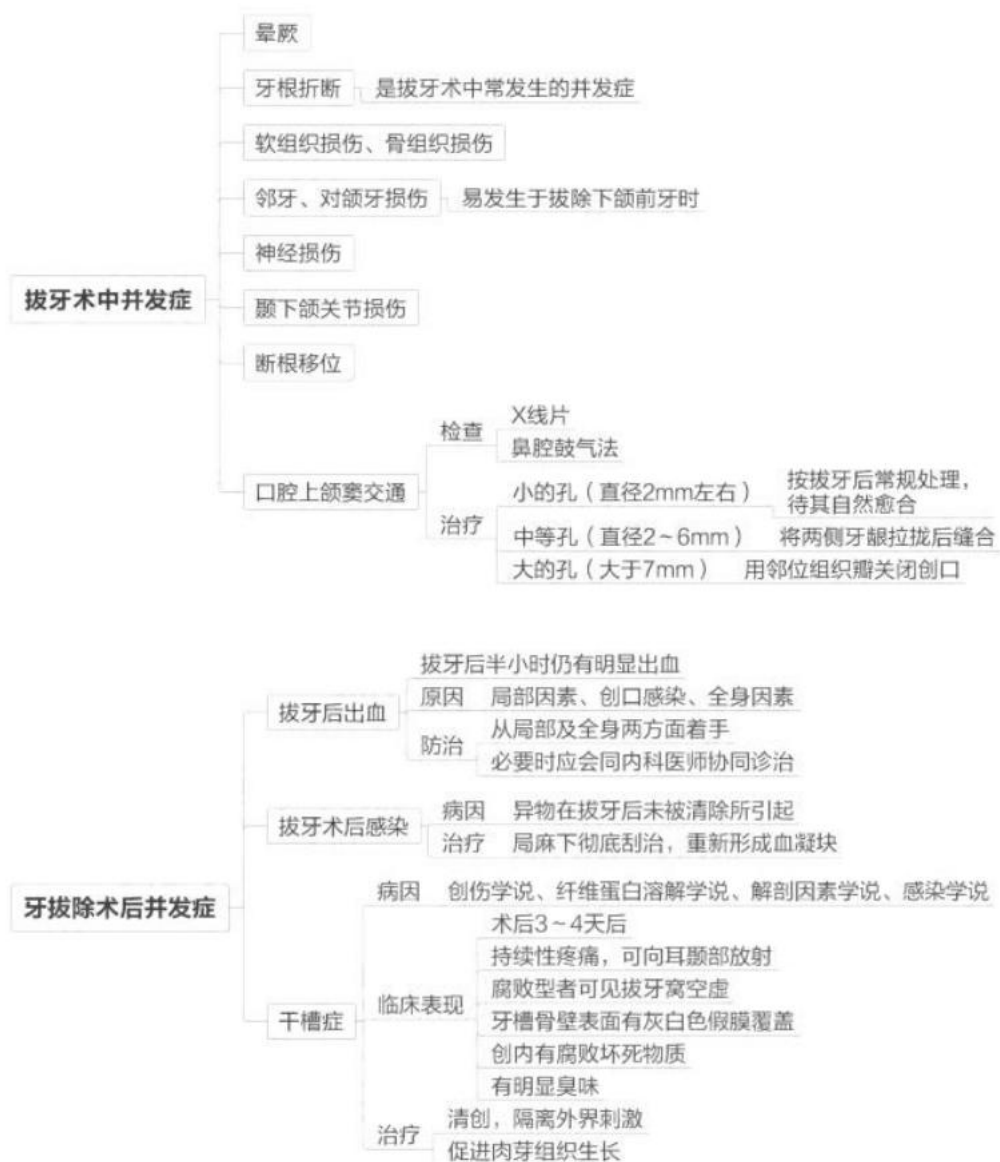 晕厥
牙根折断 是拔牙术中常发生的并发症
软组织损伤、骨组织损伤
邻牙、对颌牙损伤 易发生于拔除下颌前牙时
神经损伤
拔牙术中并发症
颞下颌关节损伤
断根移位
口腔上颌窦交通
检查
X线片
鼻腔鼓气法
治疗
小的孔（直径2mm左右） 按拔牙后常规处理，
待其自然愈合
中等孔（直径2～6mm） 将两侧牙龈拉拢后缝合
大的孔（大于7mm） 用邻位组织瓣关闭创口
牙拔除术后并发症
拔牙后出血
拔牙后半小时仍有明显出血
原因 局部因素、创口感染、全身因素
防治
从局部及全身两方面着手
必要时应会同内科医师协同诊治
拔牙术后感染
病因 异物在拔牙后未被清除所引起
治疗 局麻下彻底刮治，重新形成血凝块
干槽症
病因 创伤学说、纤维蛋白溶解学说、解剖因素学说、感染学说
临床表现
术后3～4天后
持续性疼痛，可向耳颞部放射
腐败型者可见拔牙窝空虚
牙槽骨壁表面有灰白色假膜覆盖
创内有腐败坏死物质
有明显臭味
治疗
清创，隔离外界刺激
促进肉芽组织生长